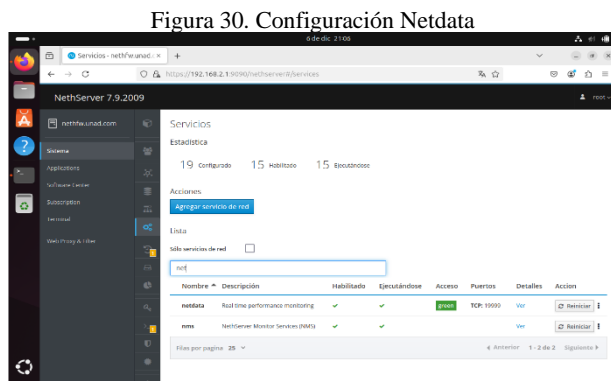 Figura 30. Configuración Netdata
6 de dic 21:06
Servicios - nethfw.unad.c
https://192.168.2.1:9090/nethserver#/services
NethServer 7.9.2009
root
nethfw.unad.com
Sistema
Applications
Software Center
Subscription
Terminal
Web Proxy & Filter
Servicios
Estadística
19 Configurado 15 Habilitado 15 Ejecutándose
Acciones
Agregar servicio de red
Lista
Sólo servicios de red
net
Nombre Descripción Habilitado Ejecutándose Acceso Puertos Detalles Accion
netdata Real time performance monitoring green TCP: 19999 Ver Reiniciar
nms NethServer Monitor Services (NMS) Ver Reiniciar
Filas por pagina 25 Anterior 1 - 2 de 2 Siguiente